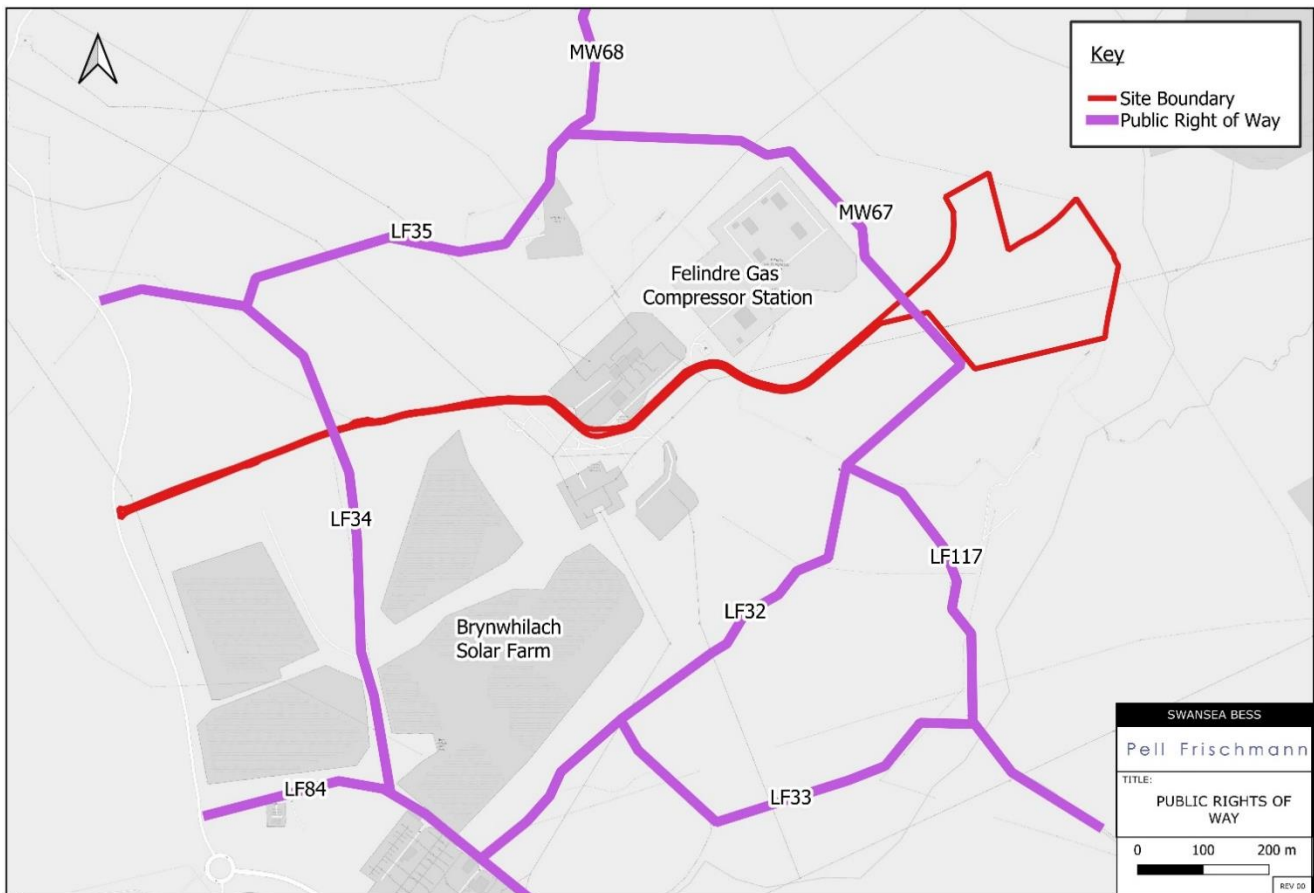 MW68
Key
Site Boundary
Public Right of Way
LF35
MW67
Felindre Gas
Compressor Station
LF34
LF117
LF32
Brynwhilach
Solar Farm
LF84
LF33
SWANSEA BESS
Pell Frischmann
TITLE:
PUBLIC RIGHTS OF
WAY
0 100 200 m
REV 00